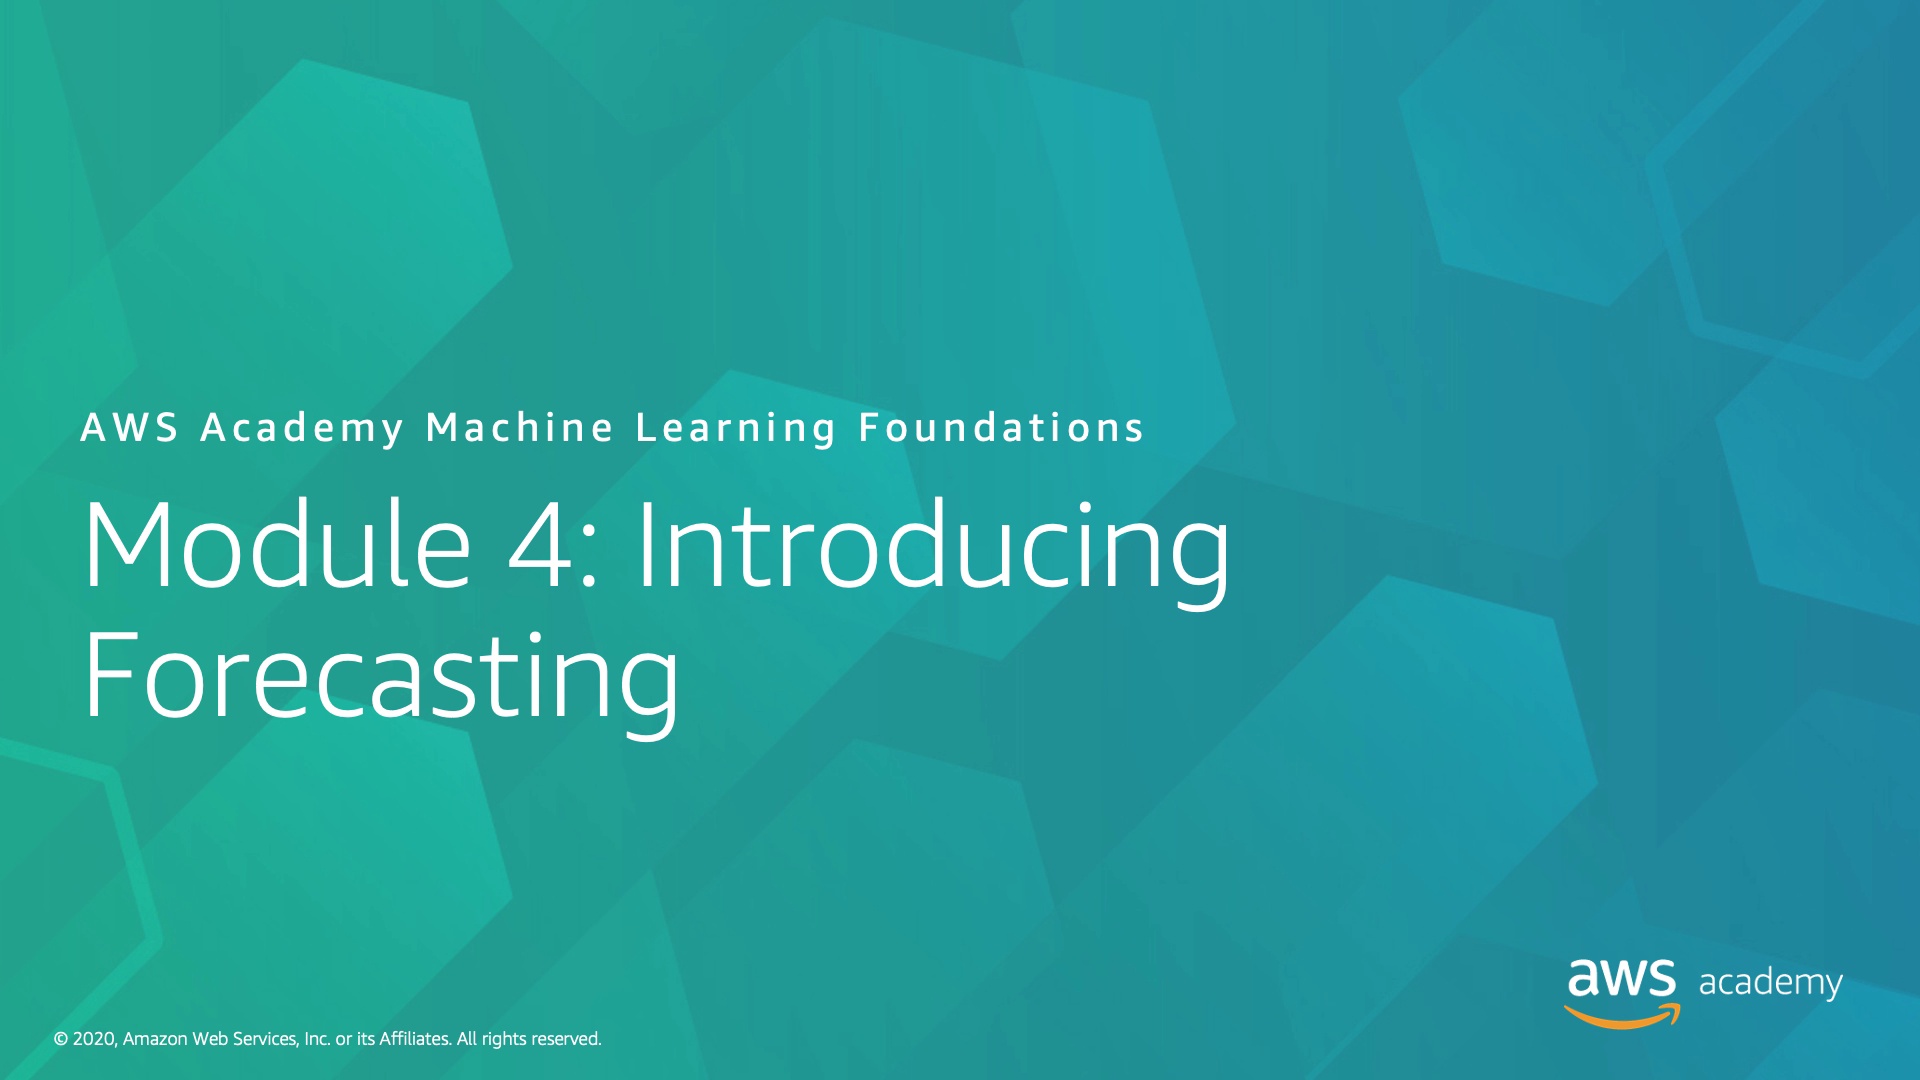 AWS Academy Machine Learning Foundations
Module 4: Introducing
Forecasting
aws academy
© 2020, Amazon Web Services, Inc. or its Affiliates. All rights reserved.